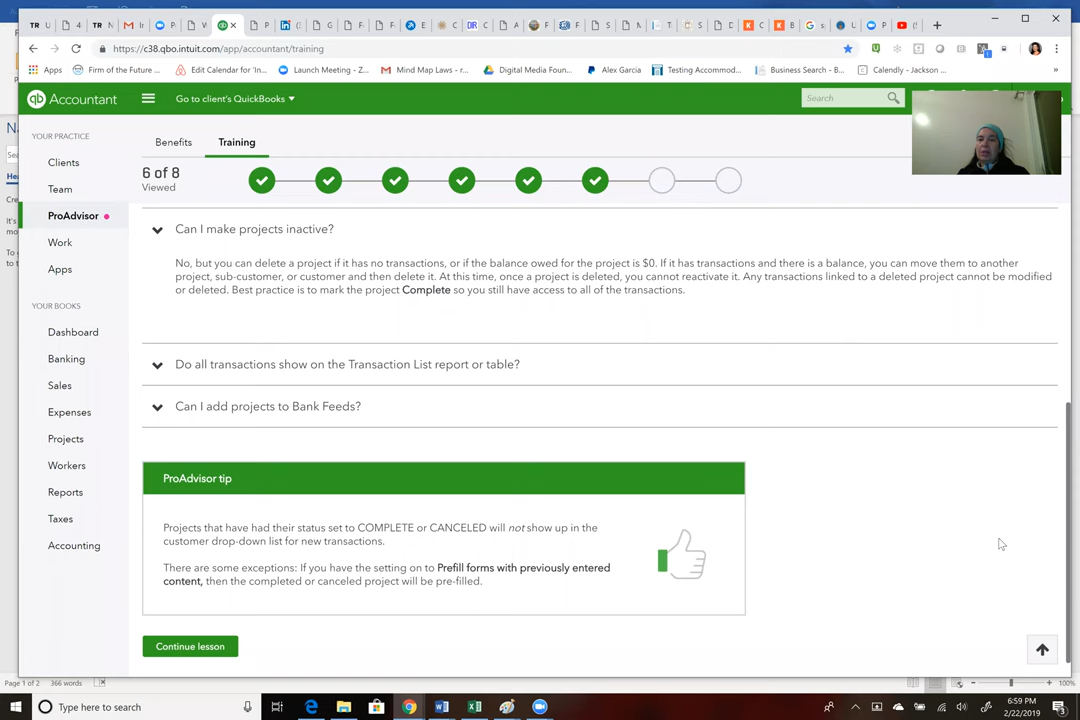 TR
U
TR
N
M
In
Z
P
4
P
https://c38.qbo.intuit.com/app/accountant/training
Apps
Firm of the Future ...
Edit Calendar for 'In...
Launch Meeting - Z...
Mind Map Laws - r...
Digital Media Foun...
Alex Garcia
Testing Accommod...
Business Search - B...
Calendly - Jackson ...
»
qb Accountant
Go to client's QuickBooks
Search
YOUR PRACTICE
Clients
Team
ProAdvisor
Work
Apps
YOUR BOOKS
Dashboard
Banking
Sales
Expenses
Projects
Workers
Reports
Taxes
Accounting
Benefits
Training
6 of 8
Viewed
Can I make projects inactive?
No, but you can delete a project if it has no transactions, or if the balance owed for the project is $0. If it has transactions and there is a balance, you can move them to another
project, sub-customer, or customer and then delete it. At this time, once a project is deleted, you cannot reactivate it. Any transactions linked to a deleted project cannot be modified
or deleted. Best practice is to mark the project Complete so you still have access to all of the transactions.
Do all transactions show on the Transaction List report or table?
Can I add projects to Bank Feeds?
ProAdvisor tip
Projects that have had their status set to COMPLETE or CANCELED will not show up in the
customer drop-down list for new transactions.
There are some exceptions: If you have the setting on to Prefill forms with previously entered
content, then the completed or canceled project will be pre-filled.
Continue lesson
Page 1 of 2
366 words
100%
Type here to search
6:59 PM
2/22/2019